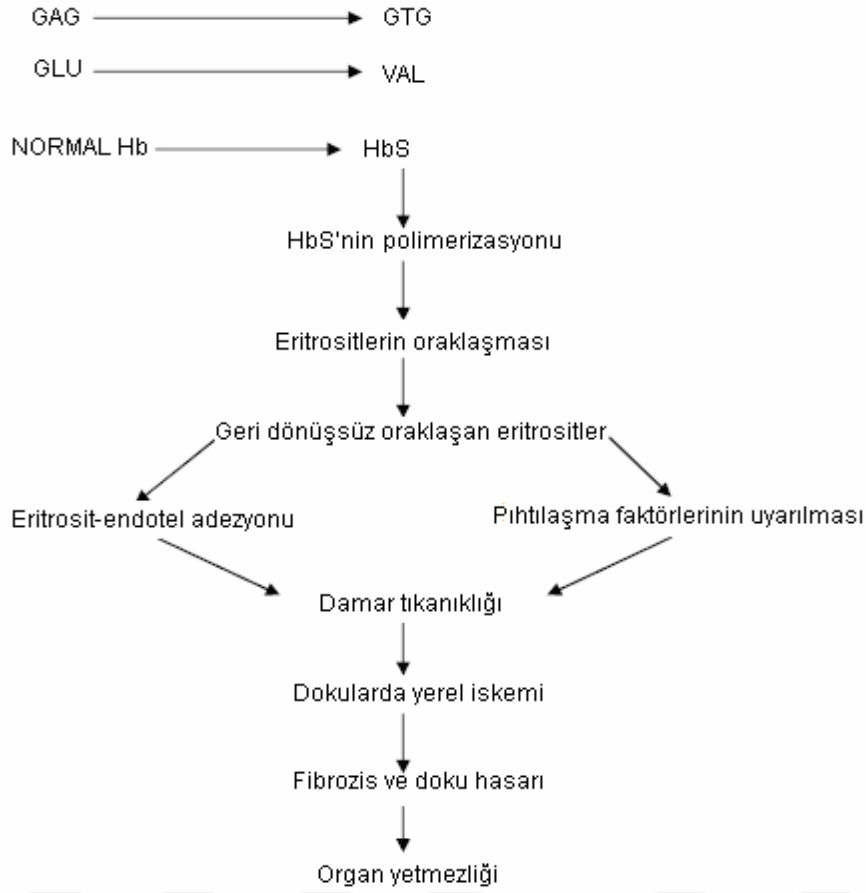 GAG GTG
GLU VAL
NORMAL Hb HbS
HbS'nin polimerizasyonu
Eritrositlerin oraklaşması
Geri dönüşsüz oraklaşan eritrositler
Eritrosit-endotel adezyonu Pıhtılaşma faktörlerinin uyarılması
Damar tıkanıklığı
Dokularda yerel iskemi
Fibrozis ve doku hasarı
Organ yetmezliği